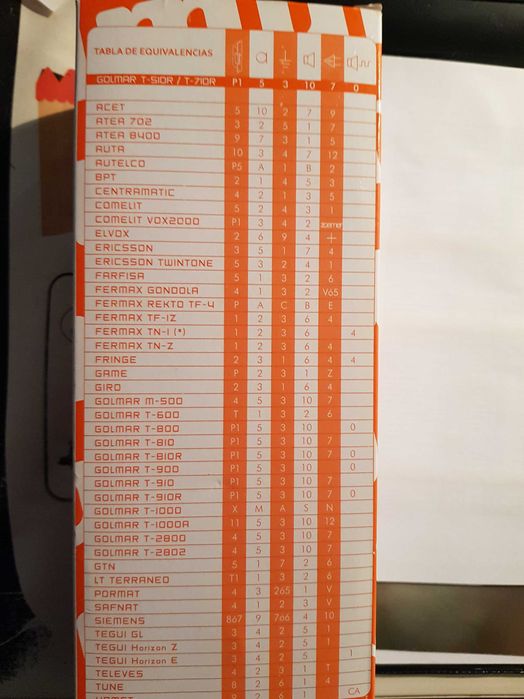 TABLA DE EQUIVALENCIAS
GOLMAR T-510R / T-710R P1 5 3 10 7 0
ACET 5 10 2 7 9
ATEA 702 3 2 5 1 7
ATEA 8400 9 7 3 1 5
AUTA 10 3 4 7 12
AUTELCO P5 A 1 B 2
BPT 2 1 4 5 3
CENTRAMATIC 4 2 1 3 5
COMELIT 5 2 4 3 1
COMELIT VOX2000 P1 3 4 2 zoemer
ELVOX 2 6 9 4
ERICSSON 3 5 1 7 4
ERICSSON TWINTONE 5 3 2 4 1
FARFISA 5 1 3 2 6
FERMAX GONDOLA 4 1 3 2 V65
FERMAX REKTO TF-4 P A C B E
FERMAX TF-1Z 1 2 3 6 4
FERMAX TN-1 (*) 1 2 3 6 4
FERMAX TN-Z 1 2 3 6 4
FRINGE 2 3 1 6 4 4
GAME P 2 3 1 Z
GIRO 2 3 1 6 4
GOLMAR M-500 4 5 3 10 7
GOLMAR T-600 T 1 3 2 6
GOLMAR T-800 P1 5 3 10 0
GOLMAR T-810 P1 5 3 10 7
GOLMAR T-810R P1 5 3 10 7 0
GOLMAR T-900 P1 5 3 10 0
GOLMAR T-910 P1 5 3 10 7
GOLMAR T-910R P1 5 3 10 7 0
GOLMAR T-1000 X M A S N
GOLMAR T-1000A 11 5 3 10 12
GOLMAR T-2800 4 5 3 10 7
GOLMAR T-2802 4 5 3 10 7
GTN 5 1 7 2 6
LT TERRANEO T1 1 3 2 6
PORMAT 4 3 265 1 V
SAFNAT 4 1 2 3 V
SIEMENS 867 9 7o6 4 10
TEGUI GL 3 4 2 5 1
TEGUI Horizon Z 3 4 2 5 1
TEGUI Horizon E 3 4 2 5 1
TELEVES 4 2 3 1 T
TUNE 8 2 6 1 4
CA